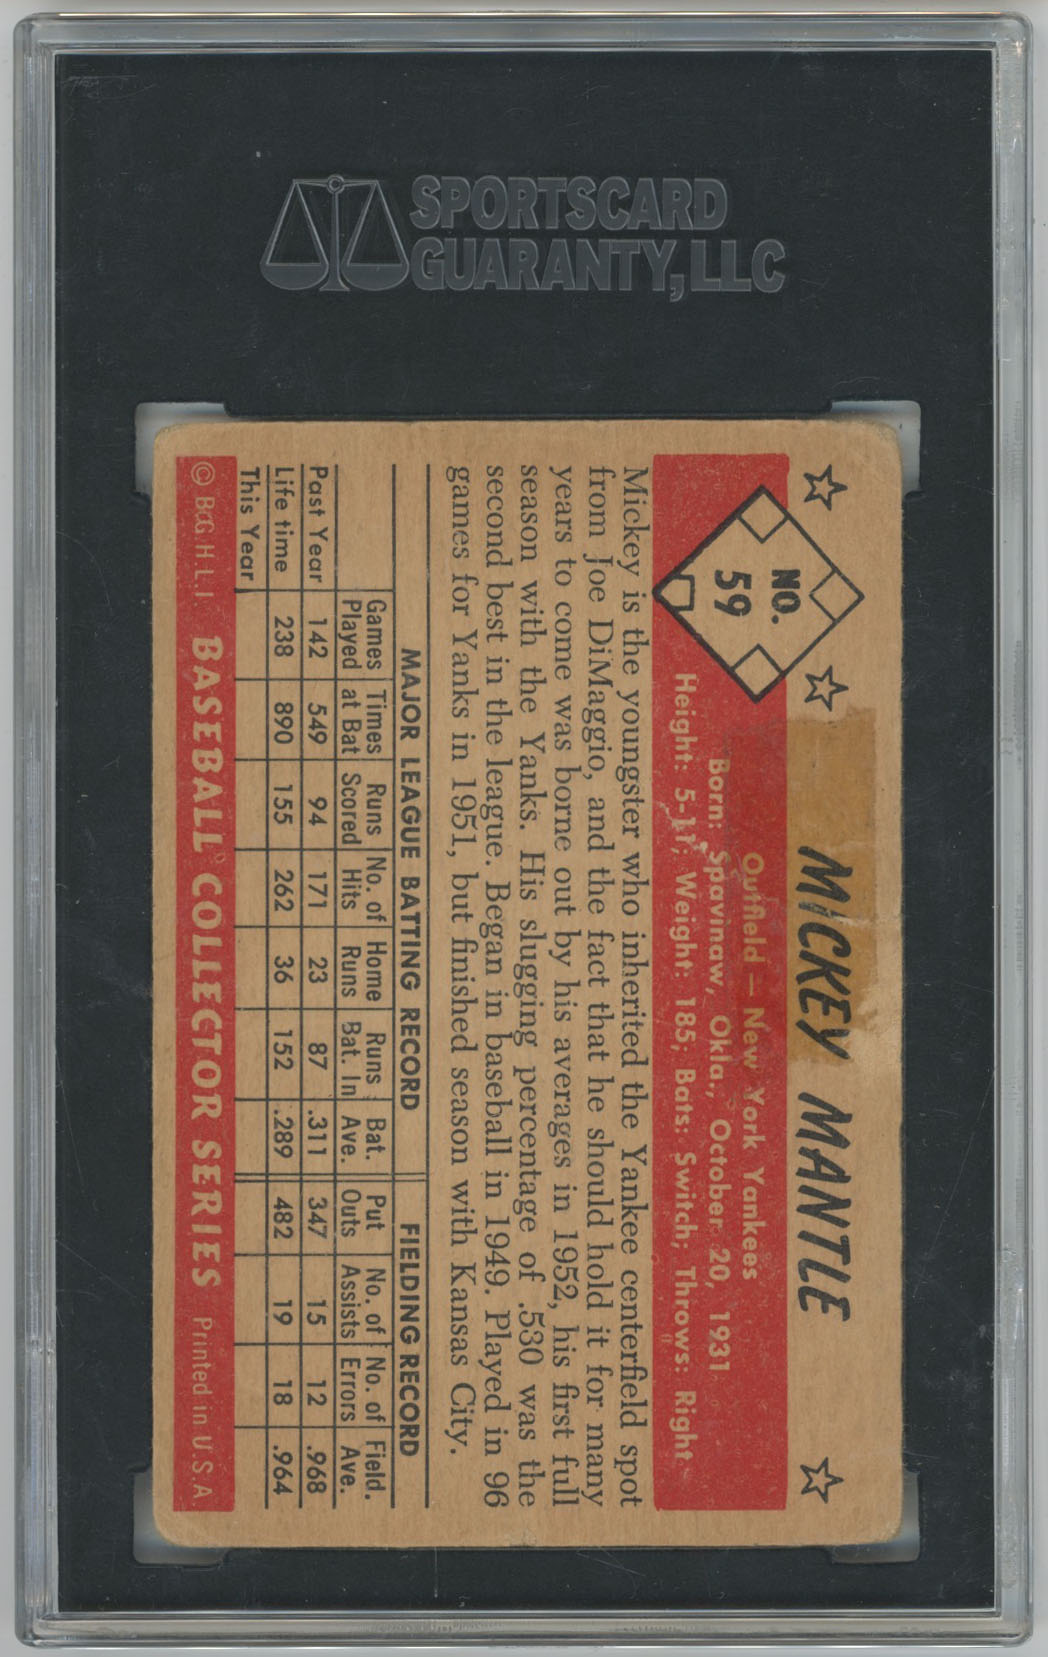 SPORTSCARD
GUARANTY, LLC
NO.
59
MICKEY MANTLE
Outfield — New York Yankees
Born: Spavinaw, Okla., October 20, 1931
Height: 5-11; Weight: 185; Bats: Switch; Throws: Right
Mickey is the youngster who inherited the Yankee centerfield spot
from Joe DiMaggio, and the fact that he should hold it for many
years to come was borne out by his averages in 1952, his first full
season with the Yanks. His slugging percentage of .530 was the
second best in the league. Began in baseball in 1949. Played in 96
games for Yanks in 1951, but finished season with Kansas City.
MAJOR LEAGUE BATTING RECORD FIELDING RECORD
Games Times Runs No. of Home Runs Bat. Put No. of No. of Field.
Played at Bat Scored Hits Runs Bat. In Ave. Outs Assists Errors Ave.
Past Year 142 549 94 171 23 87 .311 347 15 12 .968
Life time 238 890 155 262 36 152 .289 482 19 18 .964
This Year
© B.G.H.L.I. BASEBALL COLLECTOR SERIES Printed in U.S.A.